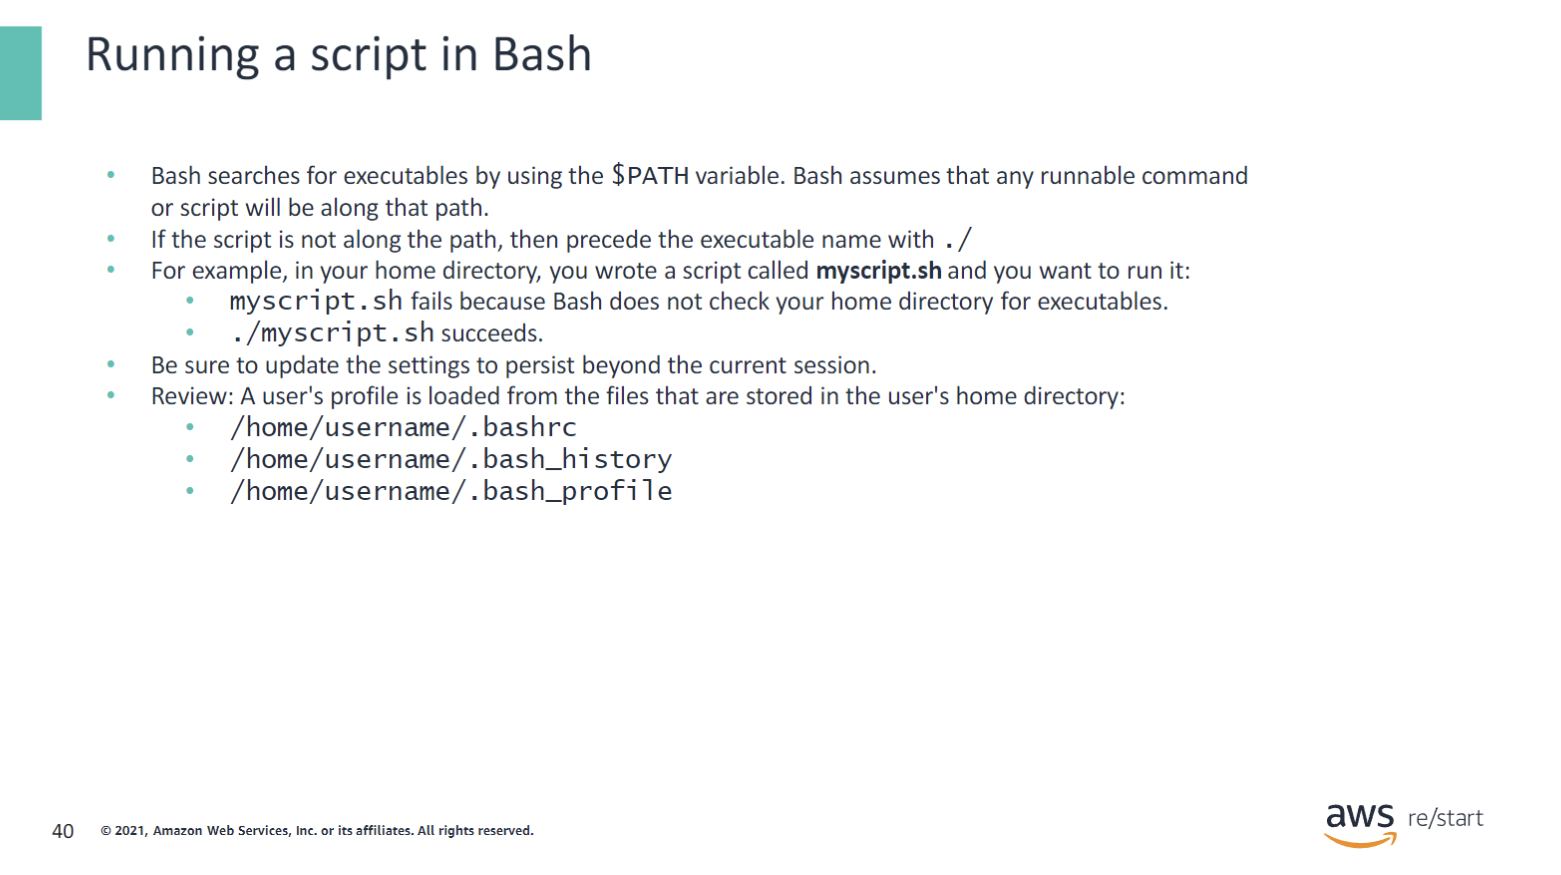 Running a script in Bash
• Bash searches for executables by using the $PATH variable. Bash assumes that any runnable command
or script will be along that path.
• If the script is not along the path, then precede the executable name with ./
• For example, in your home directory, you wrote a script called myscript.sh and you want to run it:
• myscript.sh fails because Bash does not check your home directory for executables.
• ./myscript.sh succeeds.
• Be sure to update the settings to persist beyond the current session.
• Review: A user's profile is loaded from the files that are stored in the user's home directory:
• /home/username/.bashrc
• /home/username/.bash_history
• /home/username/.bash_profile
40 © 2021, Amazon Web Services, Inc. or its affiliates. All rights reserved.
aws re/start